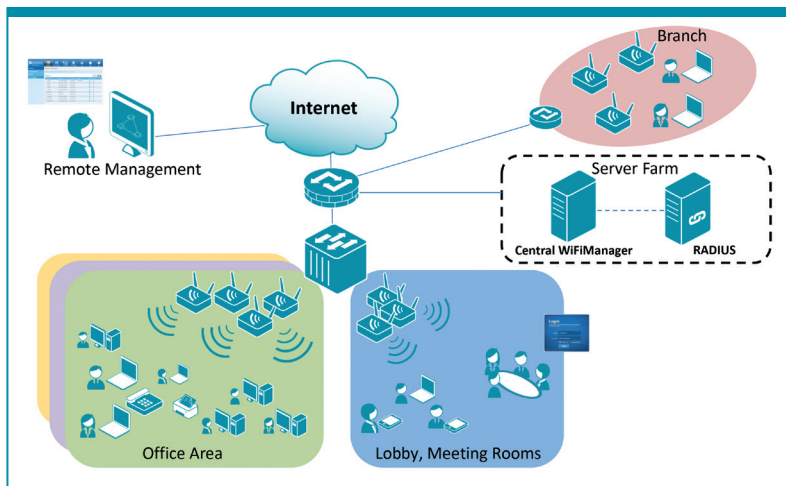 Branch
Internet
Remote Management
Server Farm
Central WiFiManager
RADIUS
Login
Office Area
Lobby, Meeting Rooms